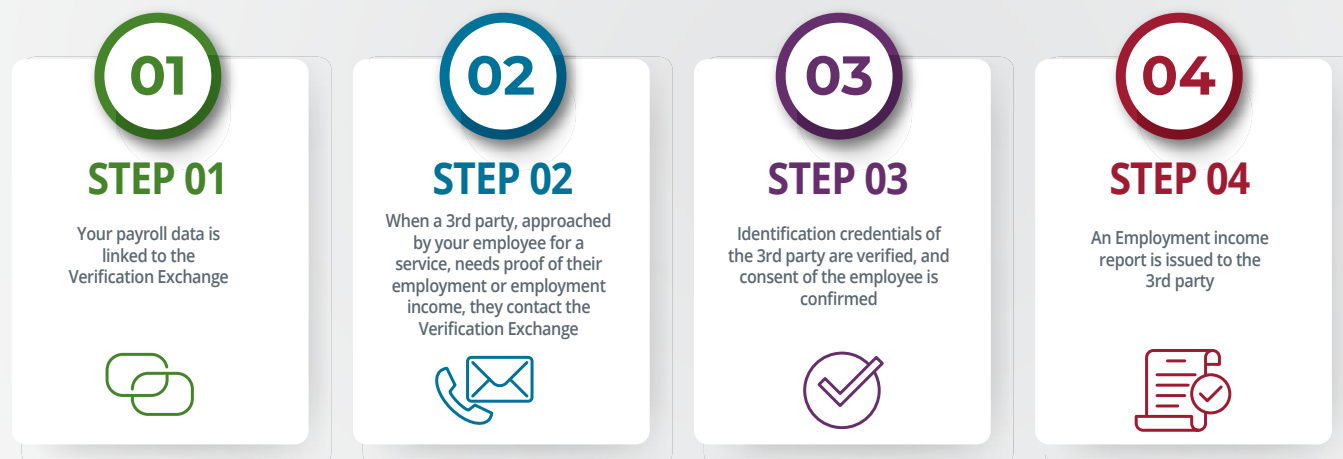 01
STEP 01
Your payroll data is
linked to the
Verification Exchange
02
STEP 02
When a 3rd party, approached
by your employee for a
service, needs proof of their
employment or employment
income, they contact the
Verification Exchange
03
STEP 03
Identification credentials of
the 3rd party are verified, and
consent of the employee is
confirmed
04
STEP 04
An Employment income
report is issued to the
3rd party